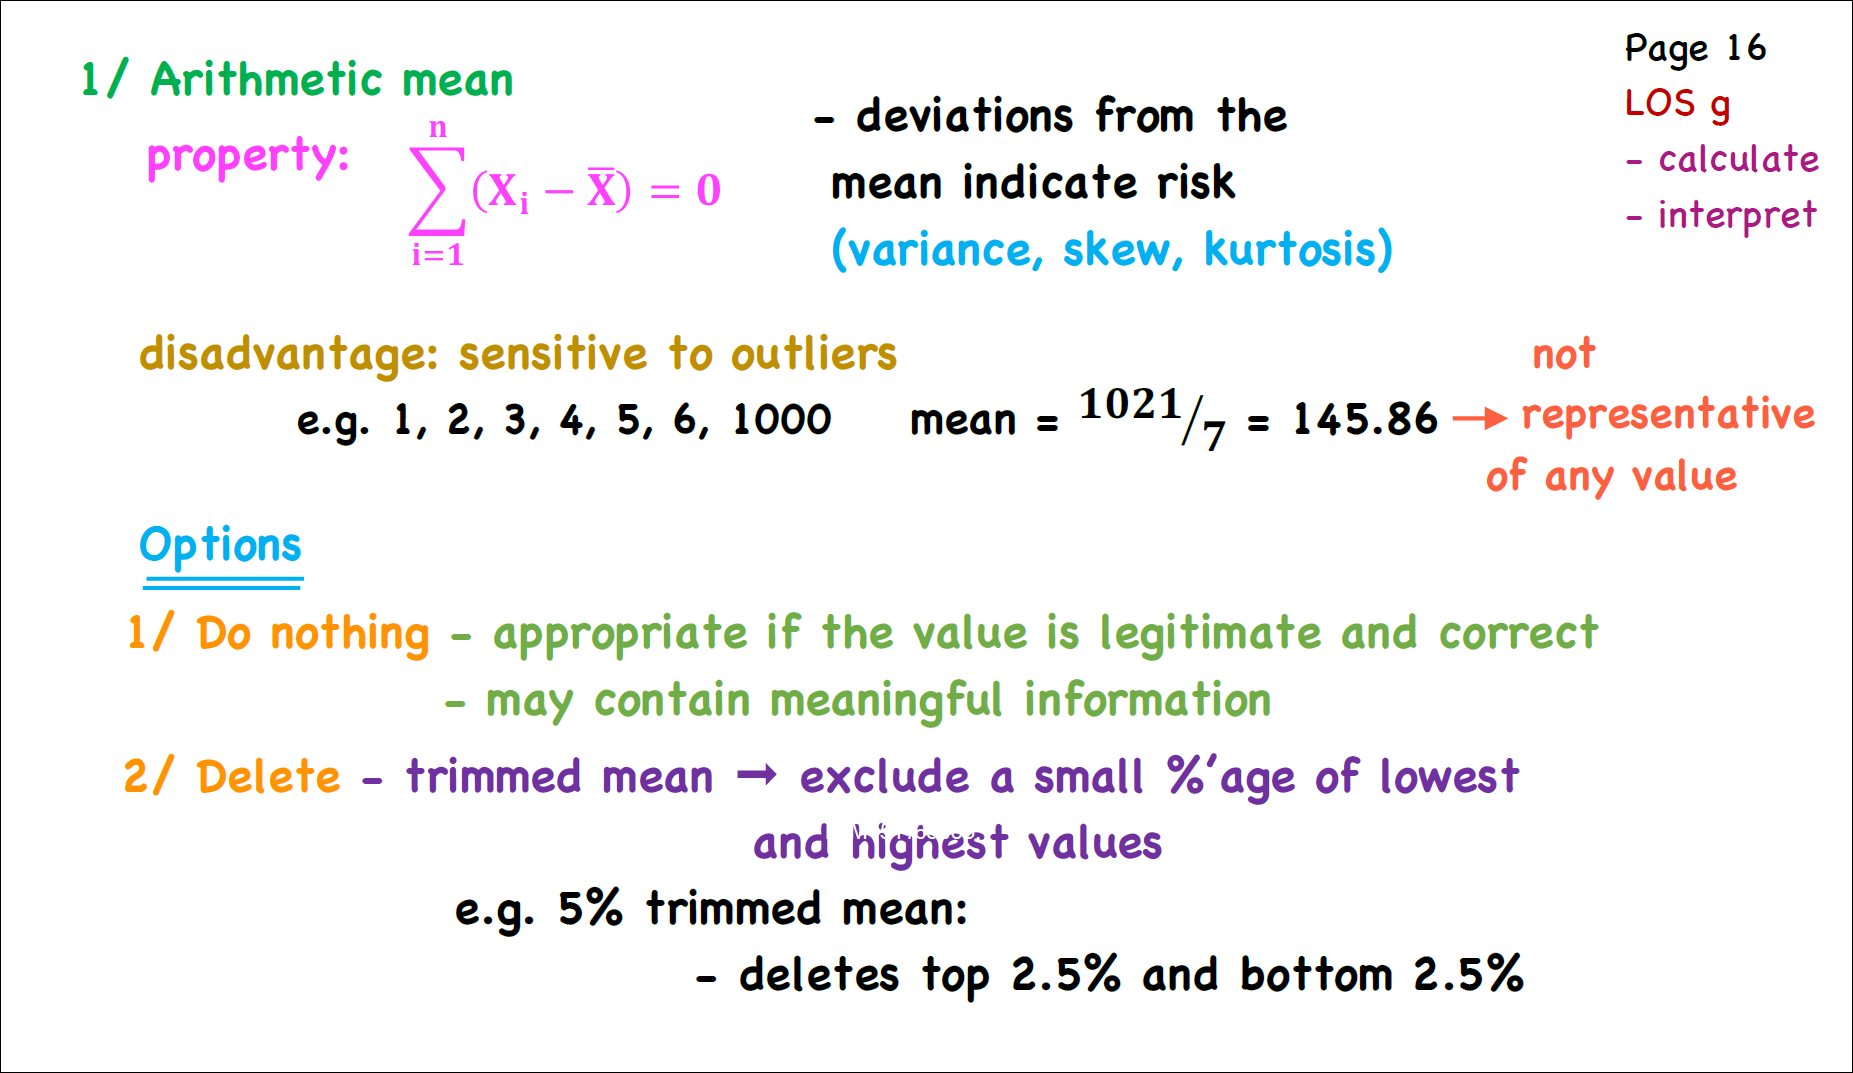 Page 16
LOS g
- calculate
- interpret
1/ Arithmetic mean
property: n ∑ i=1 (Xᵢ − X̅) = 0
- deviations from the
mean indicate risk
(variance, skew, kurtosis)
disadvantage: sensitive to outliers
e.g. 1, 2, 3, 4, 5, 6, 1000 mean = 1021/7 = 145.86 →
not
representative
of any value
Options
1/ Do nothing - appropriate if the value is legitimate and correct
- may contain meaningful information
2/ Delete - trimmed mean → exclude a small %'age of lowest
and highest values
e.g. 5% trimmed mean:
- deletes top 2.5% and bottom 2.5%